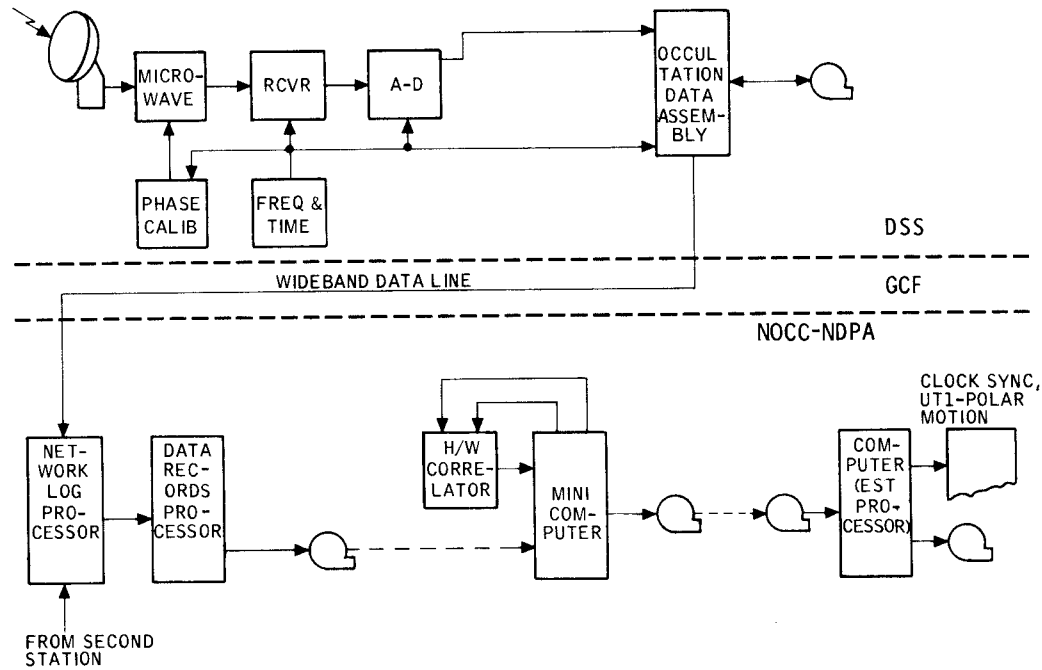 MICRO-
WAVE
RCVR
A-D
OCCUL
TATION
DATA
ASSEM-
BLY
PHASE
CALIB
FREQ &
TIME
DSS
WIDEBAND DATA LINE
GCF
NOCC-NDPA
CLOCK SYNC,
UT1-POLAR
MOTION
NET-
WORK
LOG
PRO-
CESSOR
DATA
REC-
ORDS
PRO-
CESSOR
H/W
CORRE-
LATOR
MINI
COM-
PUTER
COM-
PUTER
(EST
PRO-
CESSOR)
FROM SECOND
STATION